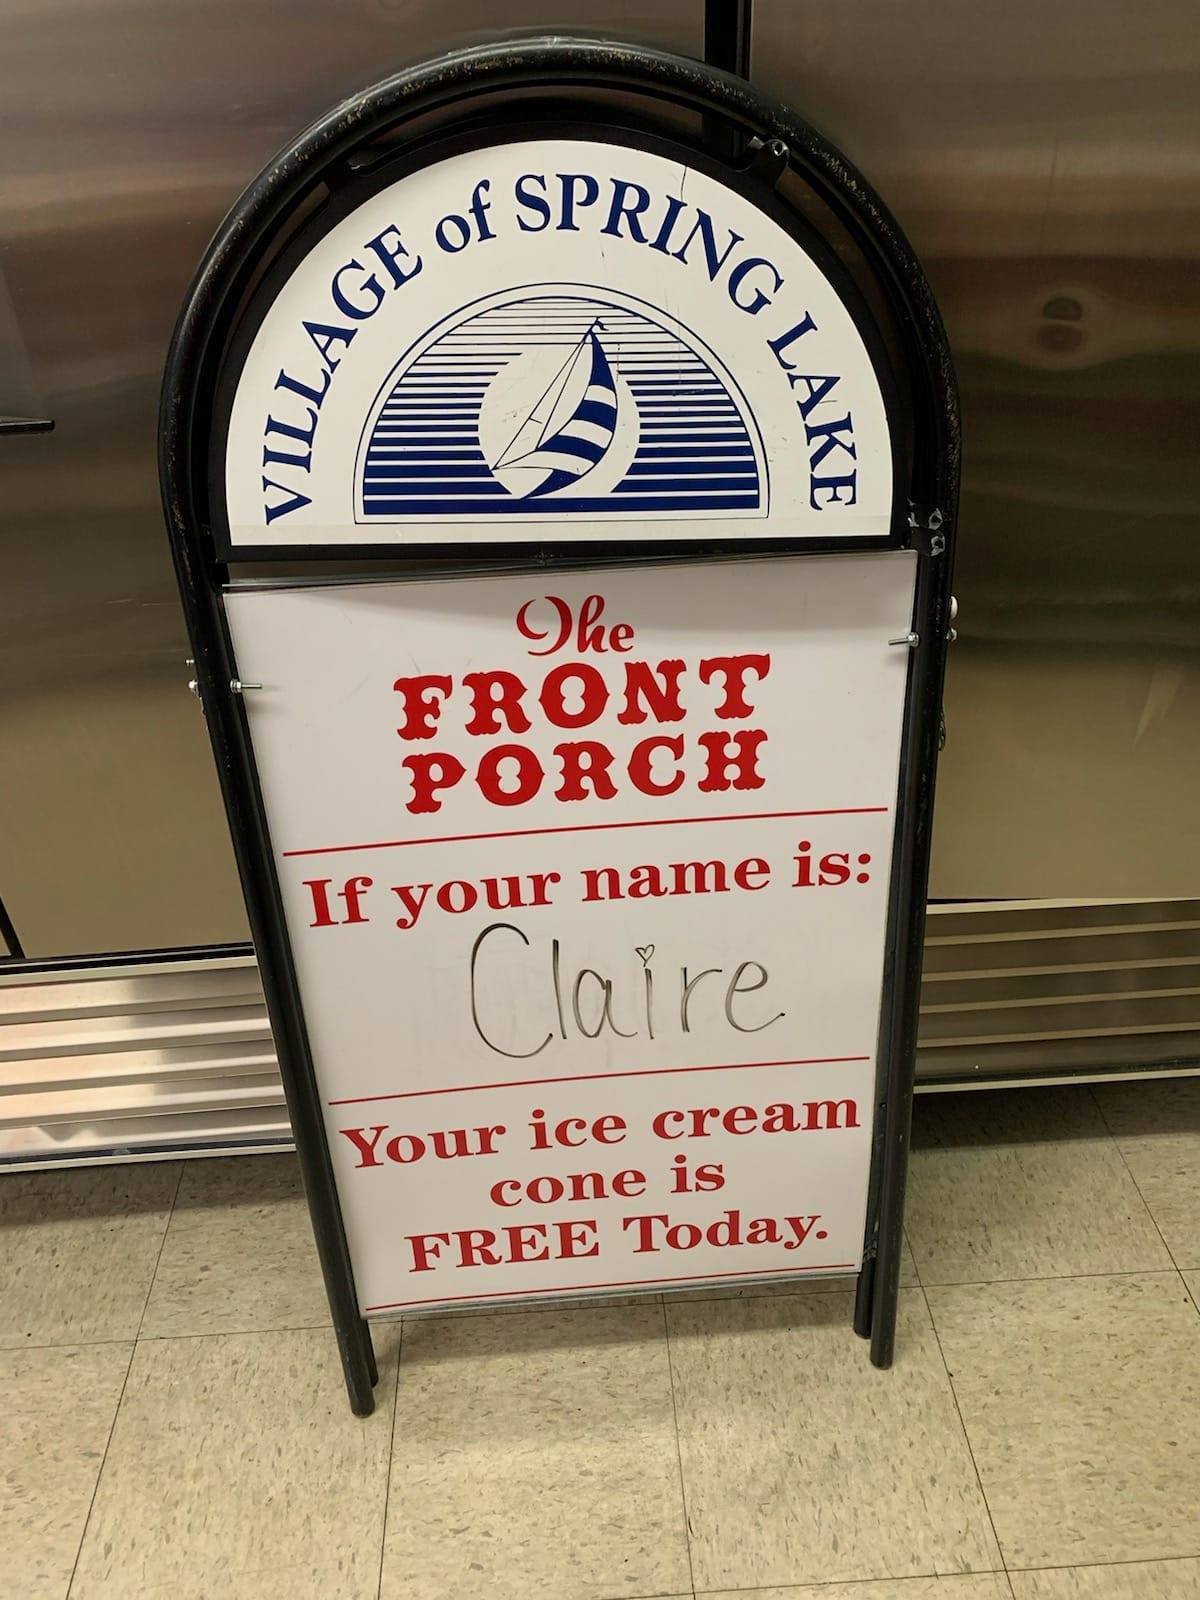 VILLAGE of SPRING LAKE
The
FRONT
PORCH
If your name is:
Claire
Your ice cream
cone is
FREE Today.